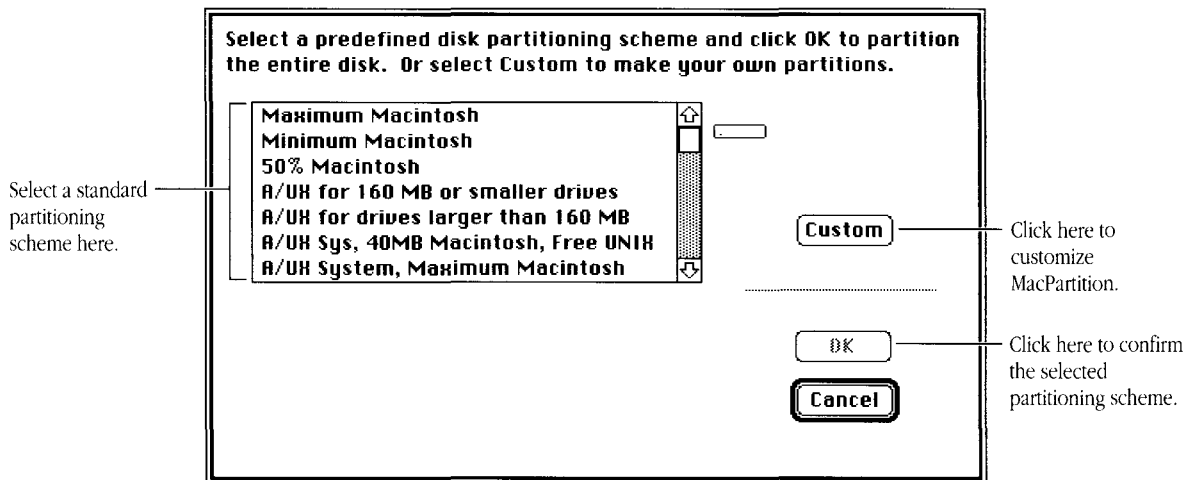 Select a predefined disk partitioning scheme and click OK to partition
the entire disk. Or select Custom to make your own partitions.
Maximum Macintosh
Minimum Macintosh
50% Macintosh
A/UX for 160 MB or smaller drives
A/UX for drives larger than 160 MB
A/UX Sys, 40MB Macintosh, Free UNIX
A/UX System, Maximum Macintosh
Select a standard
partitioning
scheme here.
Custom
Click here to
customize
MacPartition.
OK
Click here to confirm
the selected
partitioning scheme.
Cancel